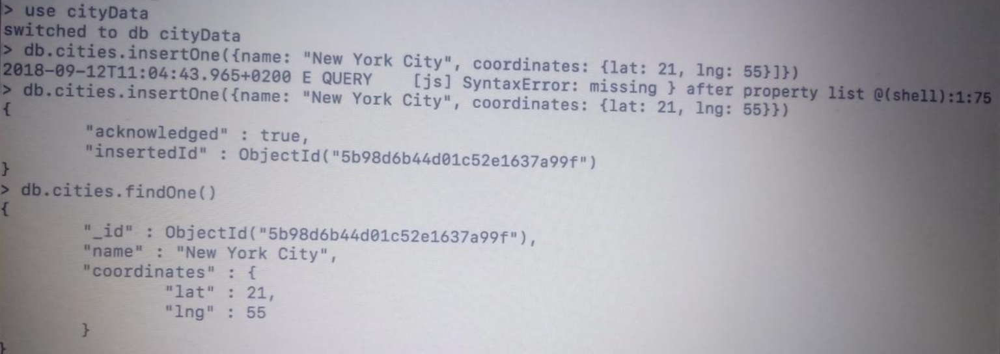 > use cityData
switched to db cityData
> db.cities.insertOne({name: "New York City", coordinates: {lat: 21, lng: 55}]})
2018-09-12T11:04:43.965+0200 E QUERY    [js] SyntaxError: missing } after property list @(shell):1:75
> db.cities.insertOne({name: "New York City", coordinates: {lat: 21, lng: 55}})
{
        "acknowledged" : true,
        "insertedId" : ObjectId("5b98d6b44d01c52e1637a99f")
}
> db.cities.findOne()
{
        "_id" : ObjectId("5b98d6b44d01c52e1637a99f"),
        "name" : "New York City",
        "coordinates" : {
                "lat" : 21,
                "lng" : 55
        }
}